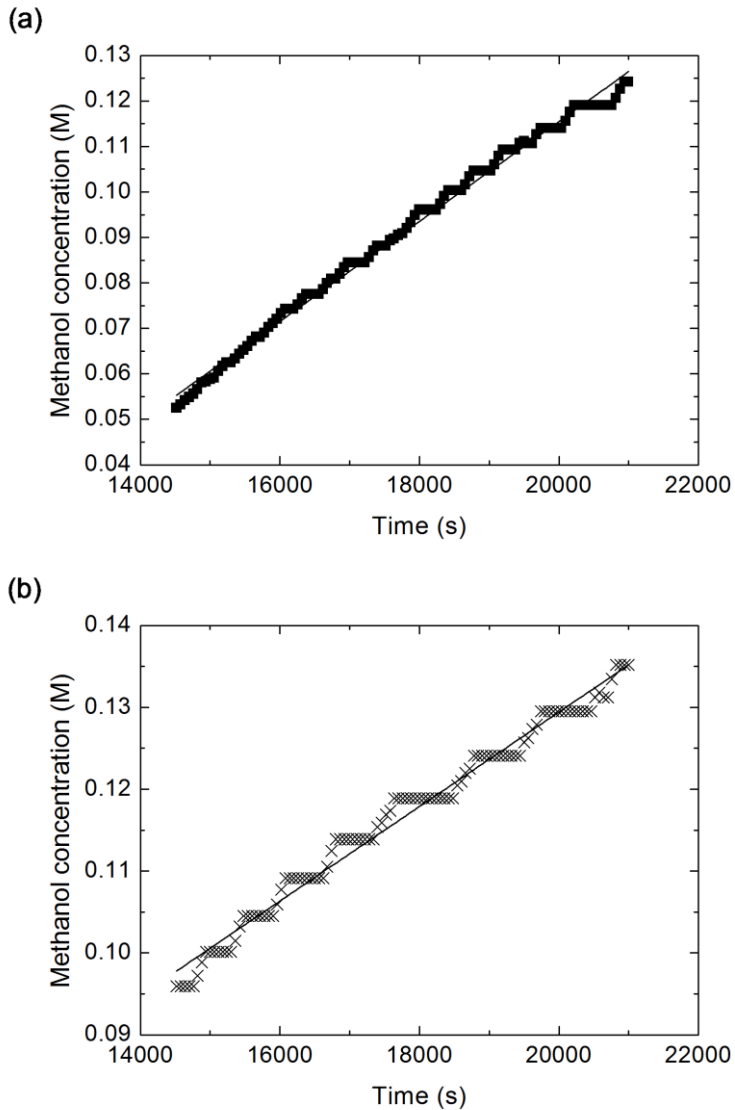 (a)
0.13
0.12
0.11
0.10
0.09
0.08
0.07
0.06
0.05
0.04
Methanol concentration (M)
14000 16000 18000 20000 22000
Time (s)
(b)
0.14
0.13
0.12
0.11
0.10
0.09
Methanol concentration (M)
14000 16000 18000 20000 22000
Time (s)